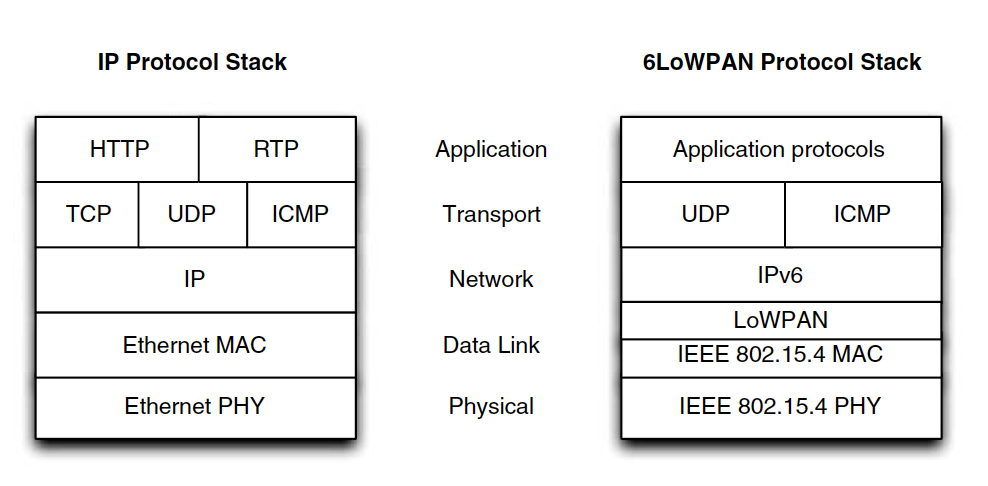 IP Protocol Stack
6LoWPAN Protocol Stack
HTTP RTP Application Application protocols
TCP UDP ICMP Transport UDP ICMP
IP Network IPv6
LoWPAN
Ethernet MAC Data Link IEEE 802.15.4 MAC
Ethernet PHY Physical IEEE 802.15.4 PHY